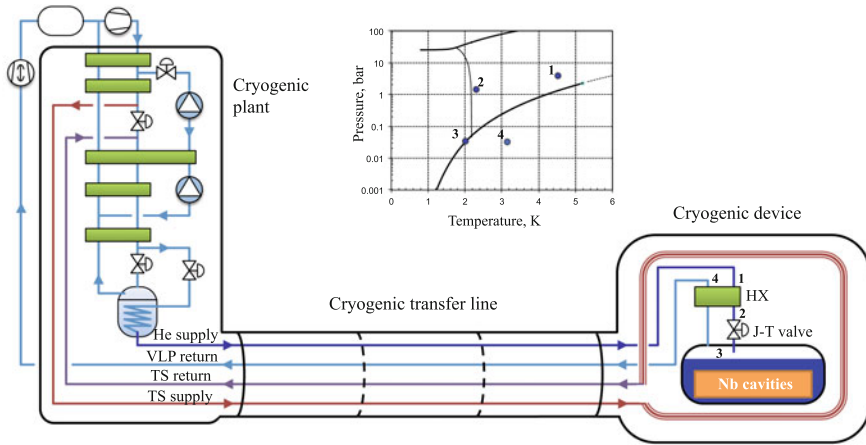 Cryogenic
plant
Pressure, bar
100
10
1
0.1
0.01
0.001
1
2
3
4
0 1 2 3 4 5 6
Temperature, K
Cryogenic device
4 1
HX
2
J-T valve
3
Nb cavities
Cryogenic transfer line
He supply
VLP return
TS return
TS supply